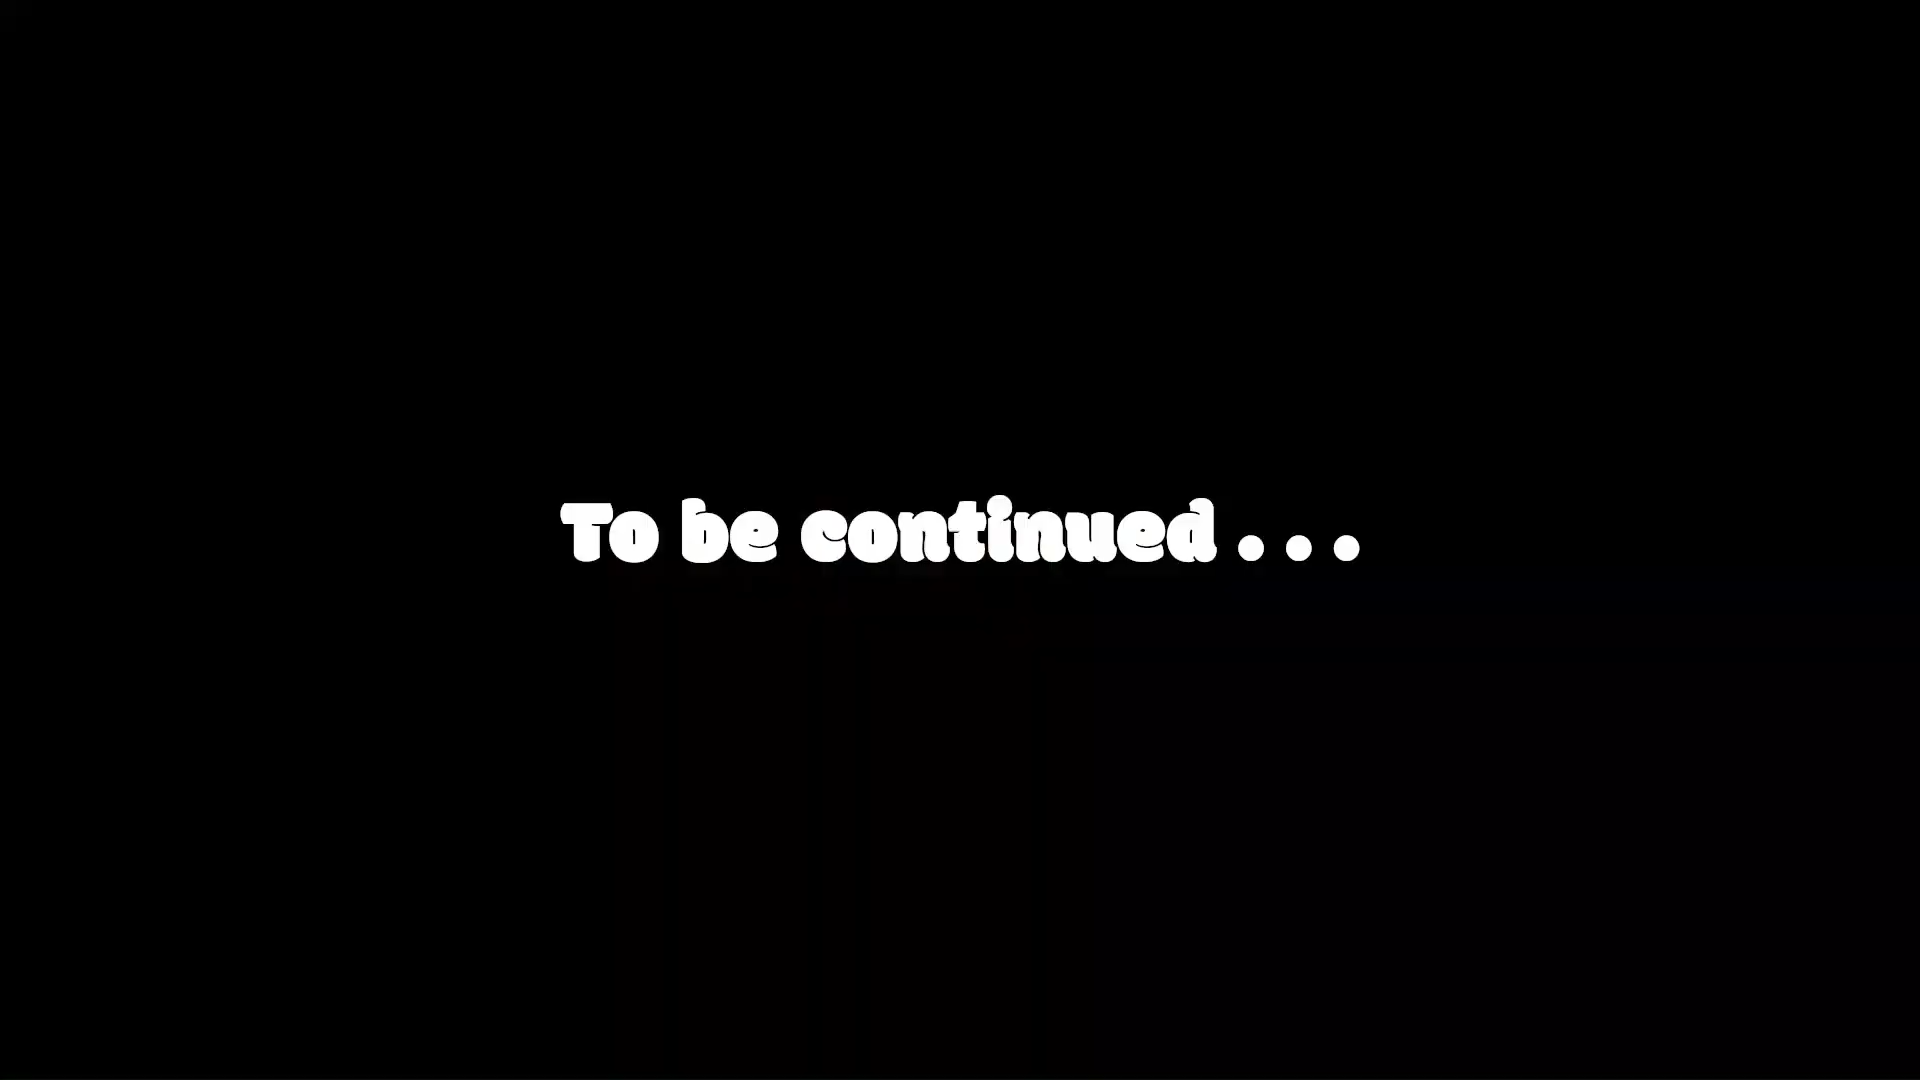 To be continued . . .